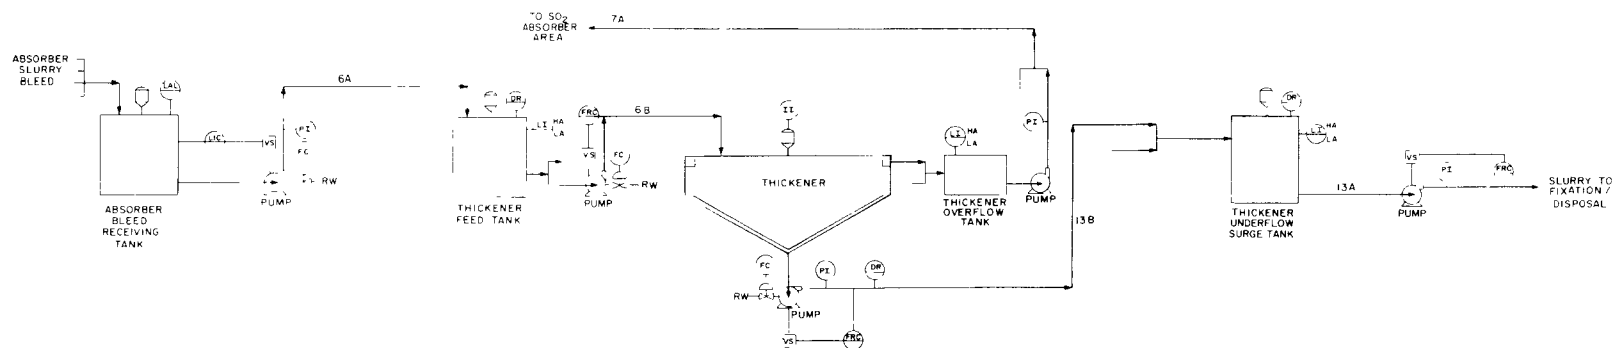 TO SO2
ABSORBER
AREA
7A
ABSORBER
SLURRY
BLEED
6A
LAL
LIC
VS
PI
FC
RW
PUMP
ABSORBER
BLEED
RECEIVING
TANK
DR
LI
HA
LA
THICKENER
FEED TANK
FRC
6B
VS
FC
RW
PUMP
II
THICKENER
LI
HA
LA
THICKENER
OVERFLOW
TANK
PI
PUMP
13B
FC
RW
PUMP
PI
DR
VS
FRC
DR
LI
HA
LA
THICKENER
UNDERFLOW
SURGE TANK
13A
VS
PI
FRC
PUMP
SLURRY TO
FIXATION/
DISPOSAL